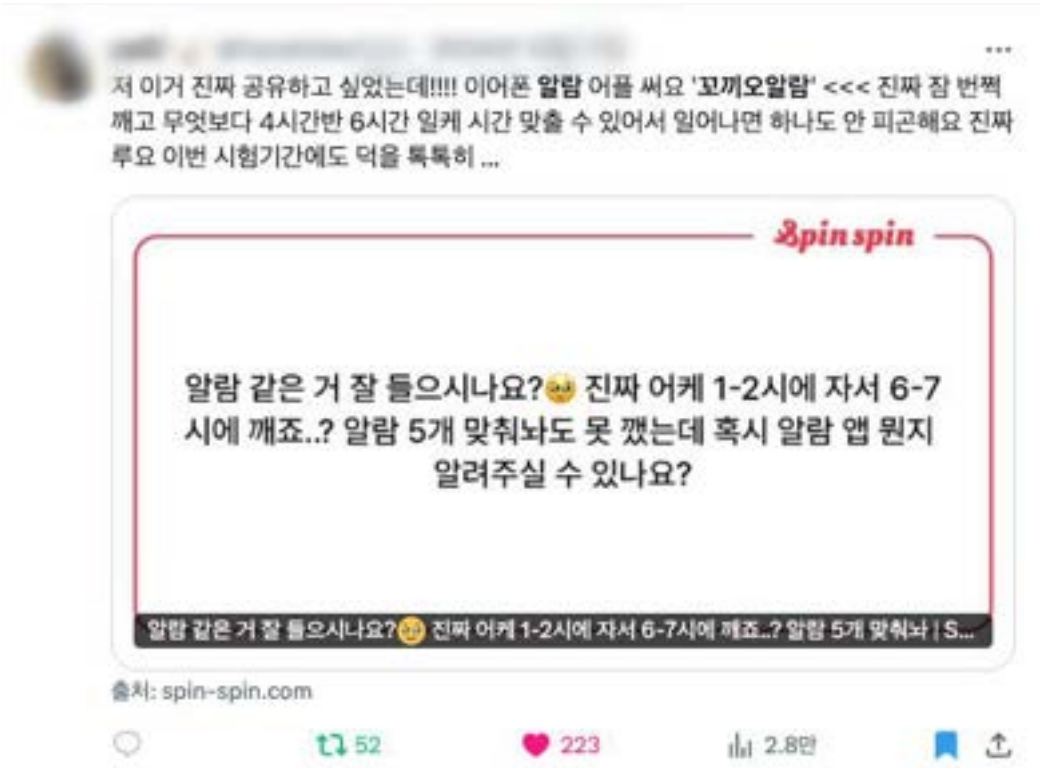 저 이거 진짜 공유하고 싶었는데!!!! 이어폰 알람 어플 써요 '꼬끼오알람' <<< 진짜 잠 번쩍
깨고 무엇보다 4시간반 6시간 일케 시간 맞출 수 있어서 일어나면 하나도 안 피곤해요 진짜
루요 이번 시험기간에도 덕을 톡톡히 ...
Spin spin
알람 같은 거 잘 들으시나요?🥺 진짜 어케 1-2시에 자서 6-7
시에 깨죠..? 알람 5개 맞춰놔도 못 깼는데 혹시 알람 앱 뭔지
알려주실 수 있나요?
알람 같은 거 잘 들으시나요?🥺 진짜 어케 1-2시에 자서 6-7시에 깨죠..? 알람 5개 맞춰놔 | S...
출처: spin-spin.com
52 223 2.8만